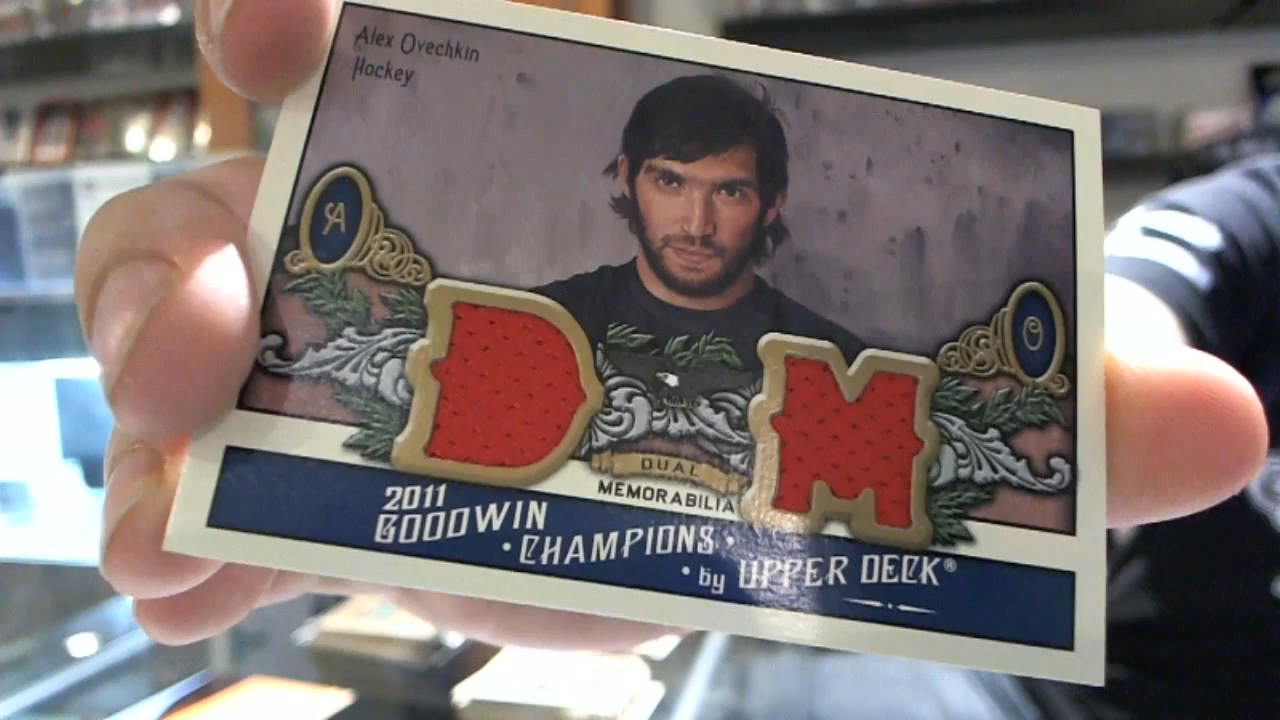 Alex Ovechkin
Hockey
A
O
D M
DUAL
MEMORABILIA
2011
GOODWIN
• CHAMPIONS •
• by UPPER DECK®